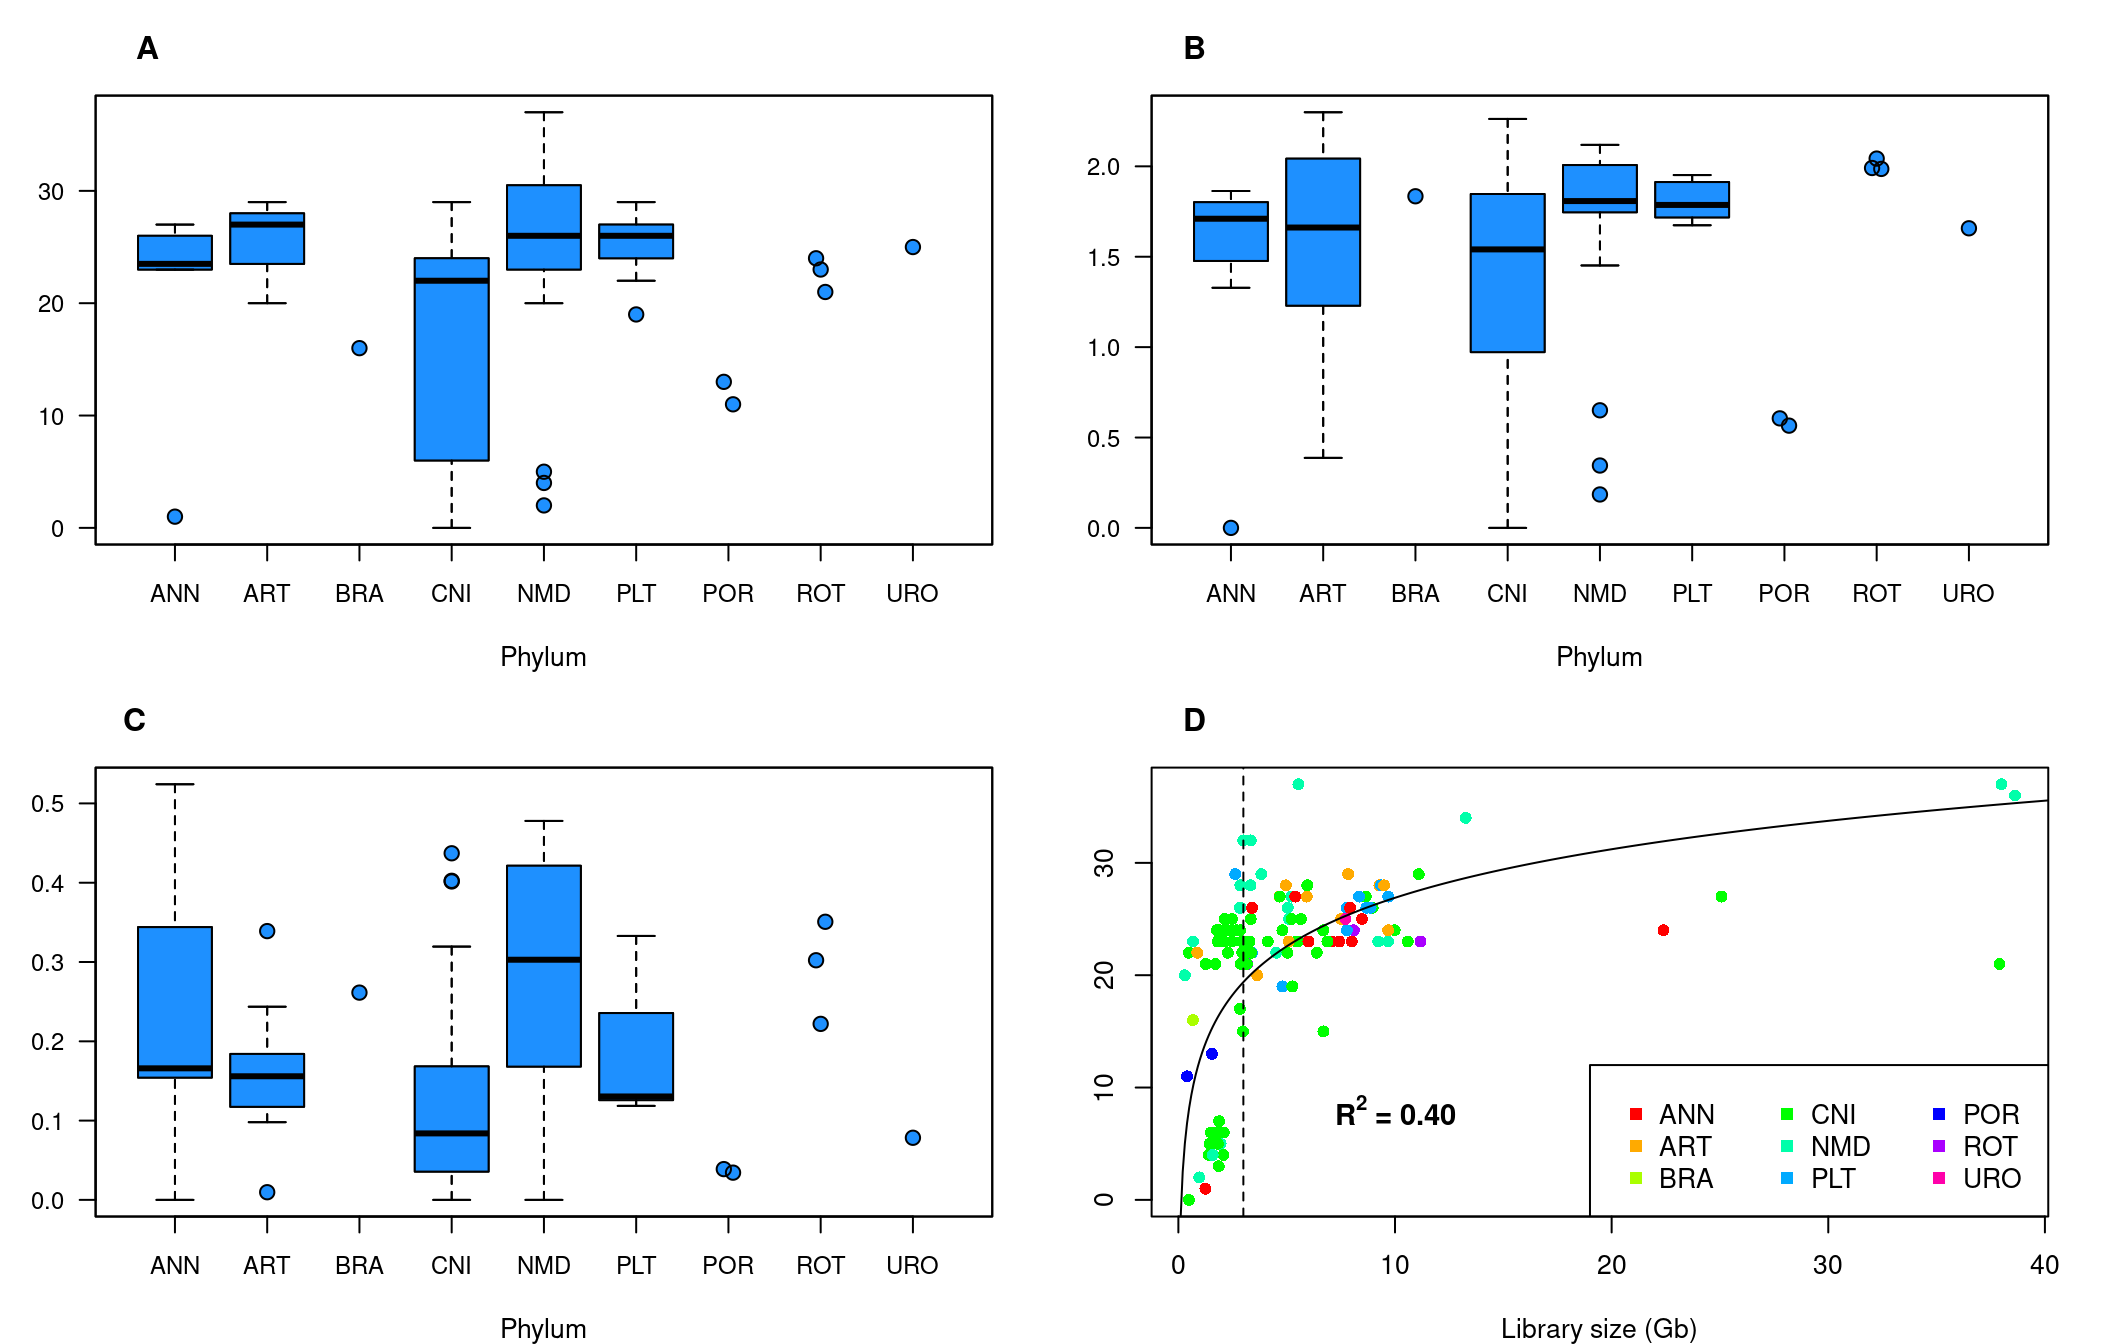 A
30
20
10
0
ANN ART BRA CNI NMD PLT POR ROT URO
Phylum
B
2.0
1.5
1.0
0.5
0.0
ANN ART BRA CNI NMD PLT POR ROT URO
Phylum
C
0.5
0.4
0.3
0.2
0.1
0.0
ANN ART BRA CNI NMD PLT POR ROT URO
Phylum
D
30
20
10
0
R² = 0.40
ANN CNI POR
ART NMD ROT
BRA PLT URO
0 10 20 30 40
Library size (Gb)